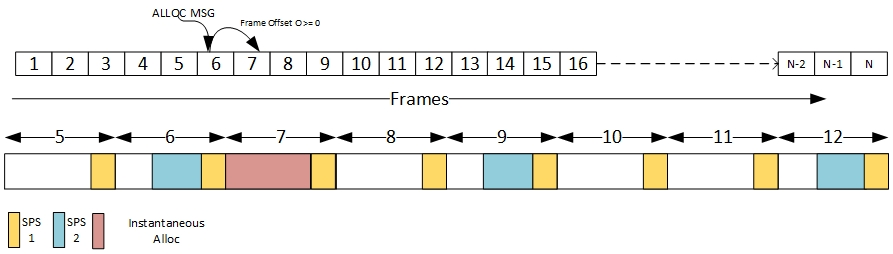 ALLOC MSG
Frame Offset O >= 0
1 2 3 4 5 6 7 8 9 10 11 12 13 14 15 16 N-2 N-1 N
Frames
5 6 7 8 9 10 11 12
SPS 1
SPS 2
Instantaneous
Alloc